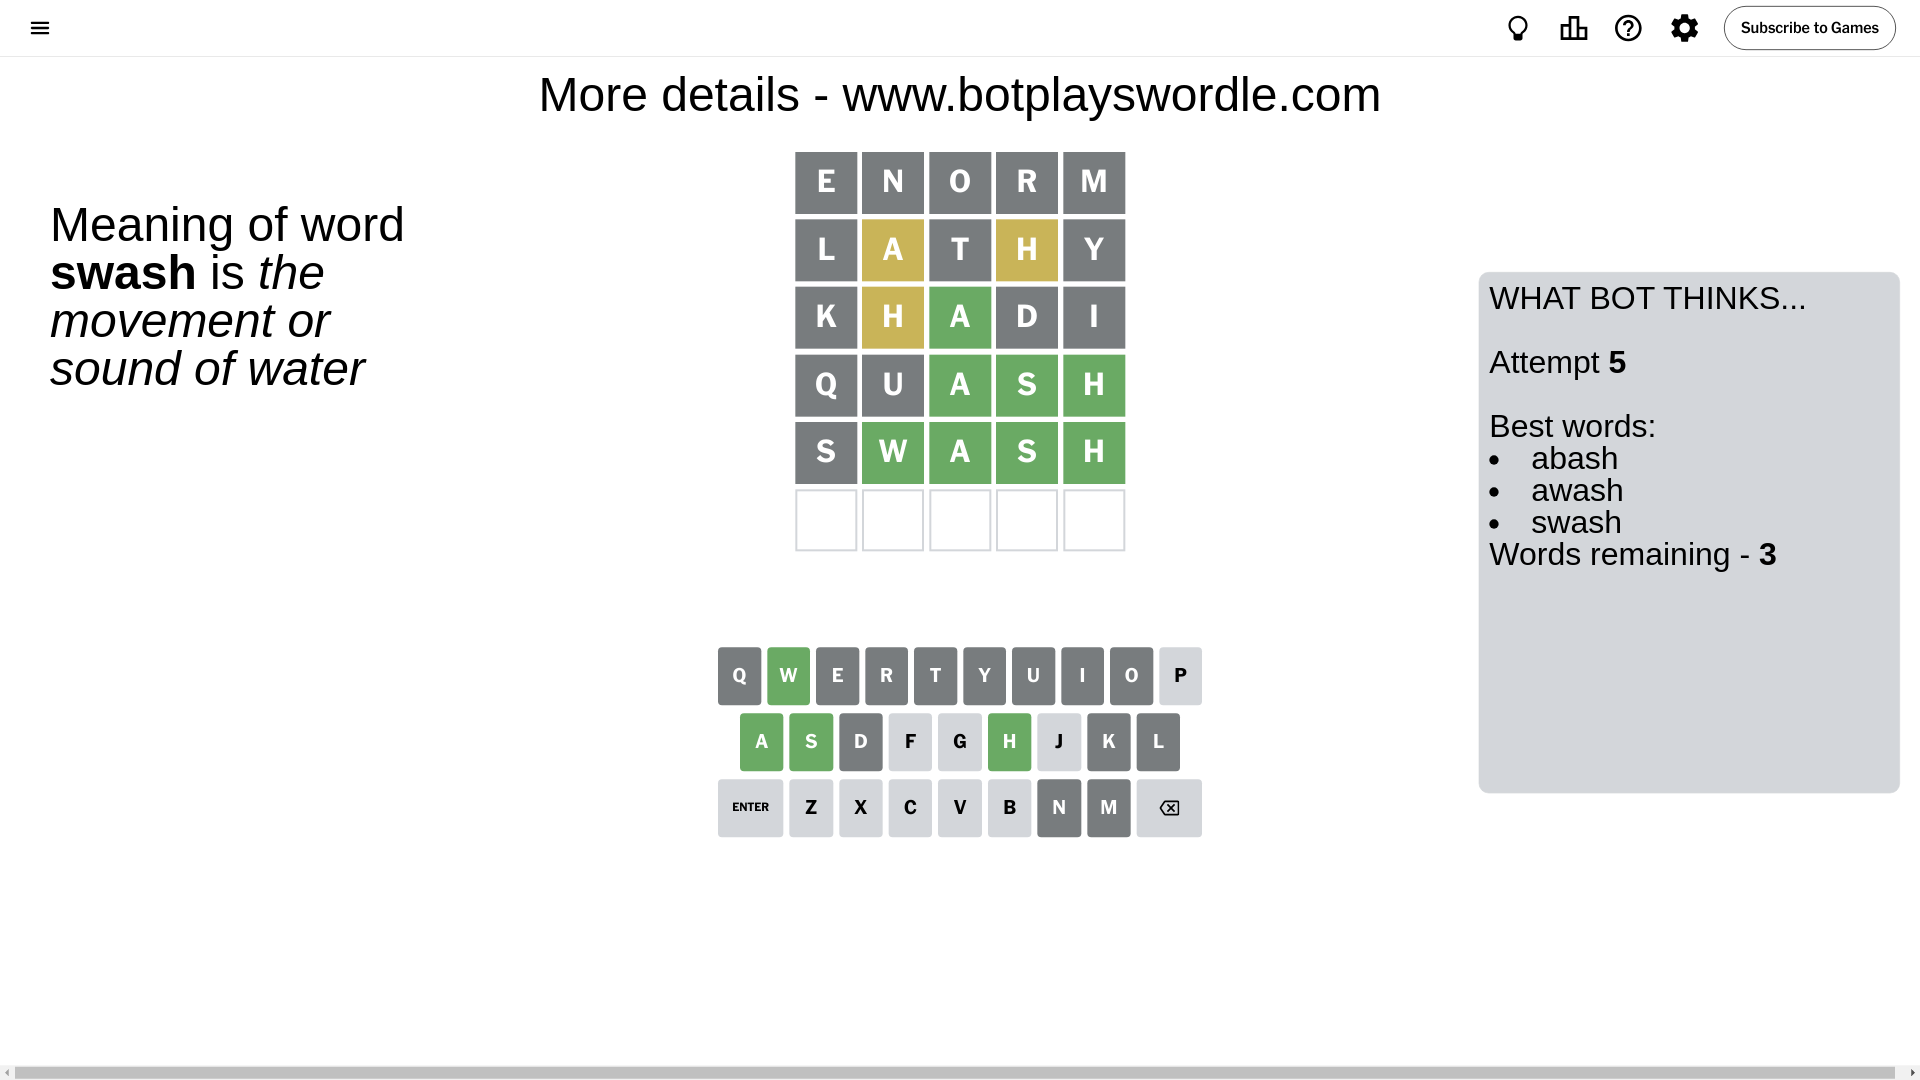 Subscribe to Games
More details - www.botplayswordle.com
Meaning of word
swash is the
movement or
sound of water
E N O R M
L A T H Y
K H A D I
Q U A S H
S W A S H
WHAT BOT THINKS...
Attempt 5
Best words:
• abash
• awash
• swash
Words remaining - 3
Q W E R T Y U I O P
A S D F G H J K L
ENTER Z X C V B N M